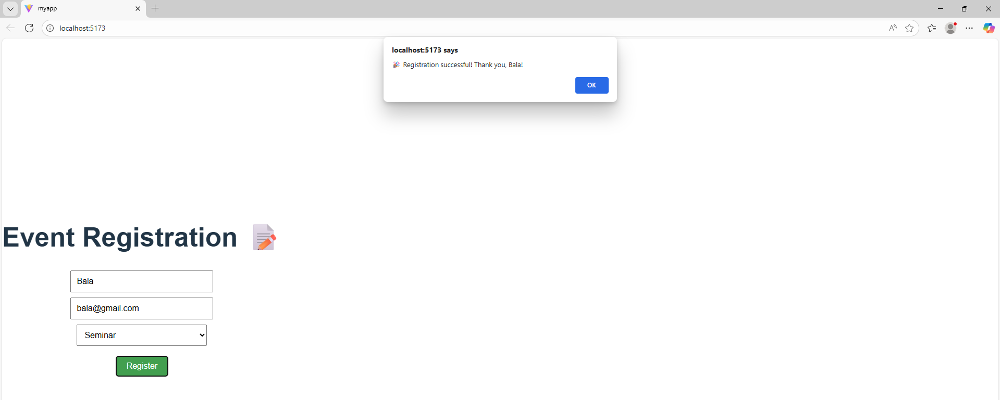 myapp
localhost:5173
localhost:5173 says
🎉 Registration successful! Thank you, Bala!
OK
Event Registration 📝
Bala
bala@gmail.com
Seminar
Register